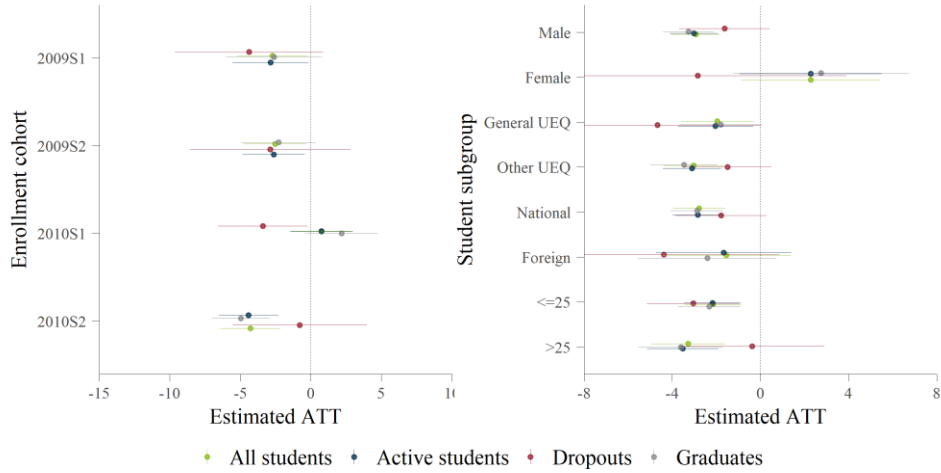 Enrollment cohort
2009S1
2009S2
2010S1
2010S2
-15 -10 -5 0 5 10
Estimated ATT
Student subgroup
Male
Female
General UEQ
Other UEQ
National
Foreign
<=25
>25
-8 -4 0 4 8
Estimated ATT
All students Active students Dropouts Graduates